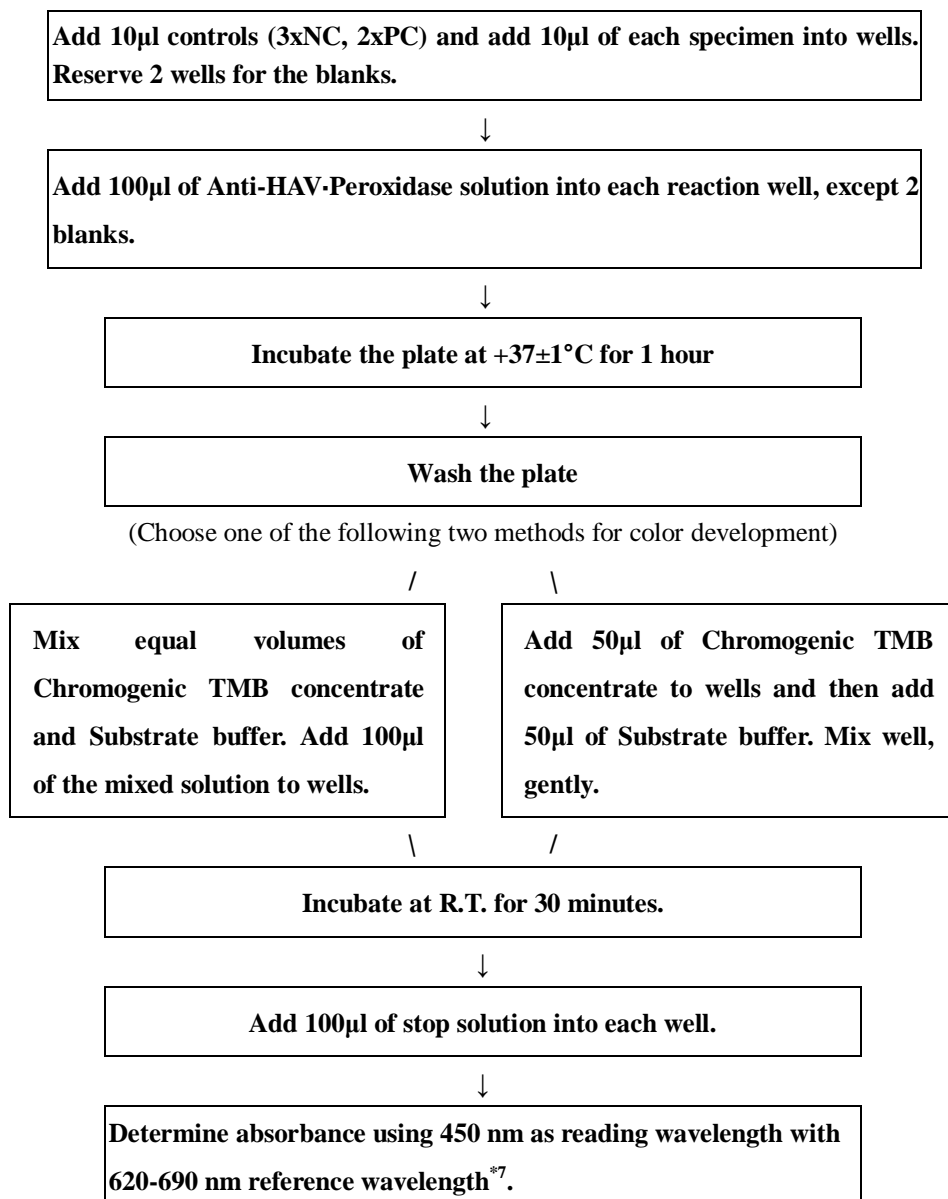 Add 10μl controls (3xNC, 2xPC) and add 10μl of each specimen into wells.
Reserve 2 wells for the blanks.
↓
Add 100μl of Anti-HAV·Peroxidase solution into each reaction well, except 2
blanks.
↓
Incubate the plate at +37±1°C for 1 hour
↓
Wash the plate
(Choose one of the following two methods for color development)
/ \
Mix equal volumes of
Chromogenic TMB concentrate
and Substrate buffer. Add 100μl
of the mixed solution to wells.
Add 50μl of Chromogenic TMB
concentrate to wells and then add
50μl of Substrate buffer. Mix well,
gently.
\ /
Incubate at R.T. for 30 minutes.
↓
Add 100μl of stop solution into each well.
↓
Determine absorbance using 450 nm as reading wavelength with
620-690 nm reference wavelength*7.